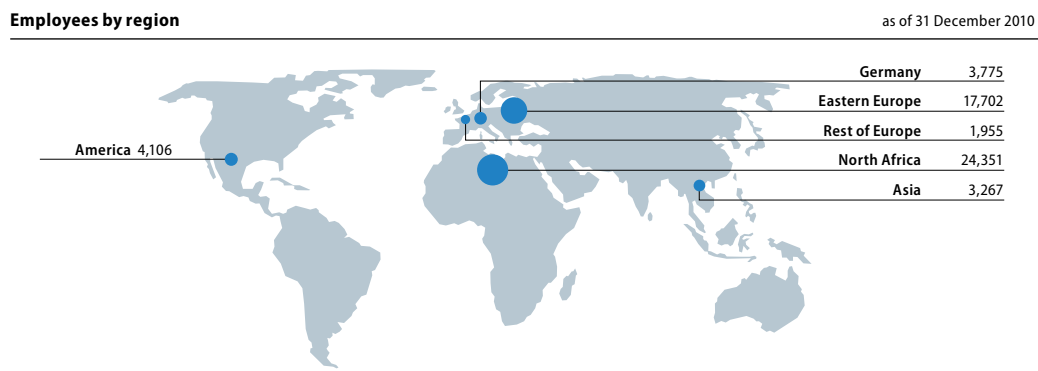 Employees by region as of 31 December 2010
Germany 3,775
Eastern Europe 17,702
Rest of Europe 1,955
America 4,106
North Africa 24,351
Asia 3,267